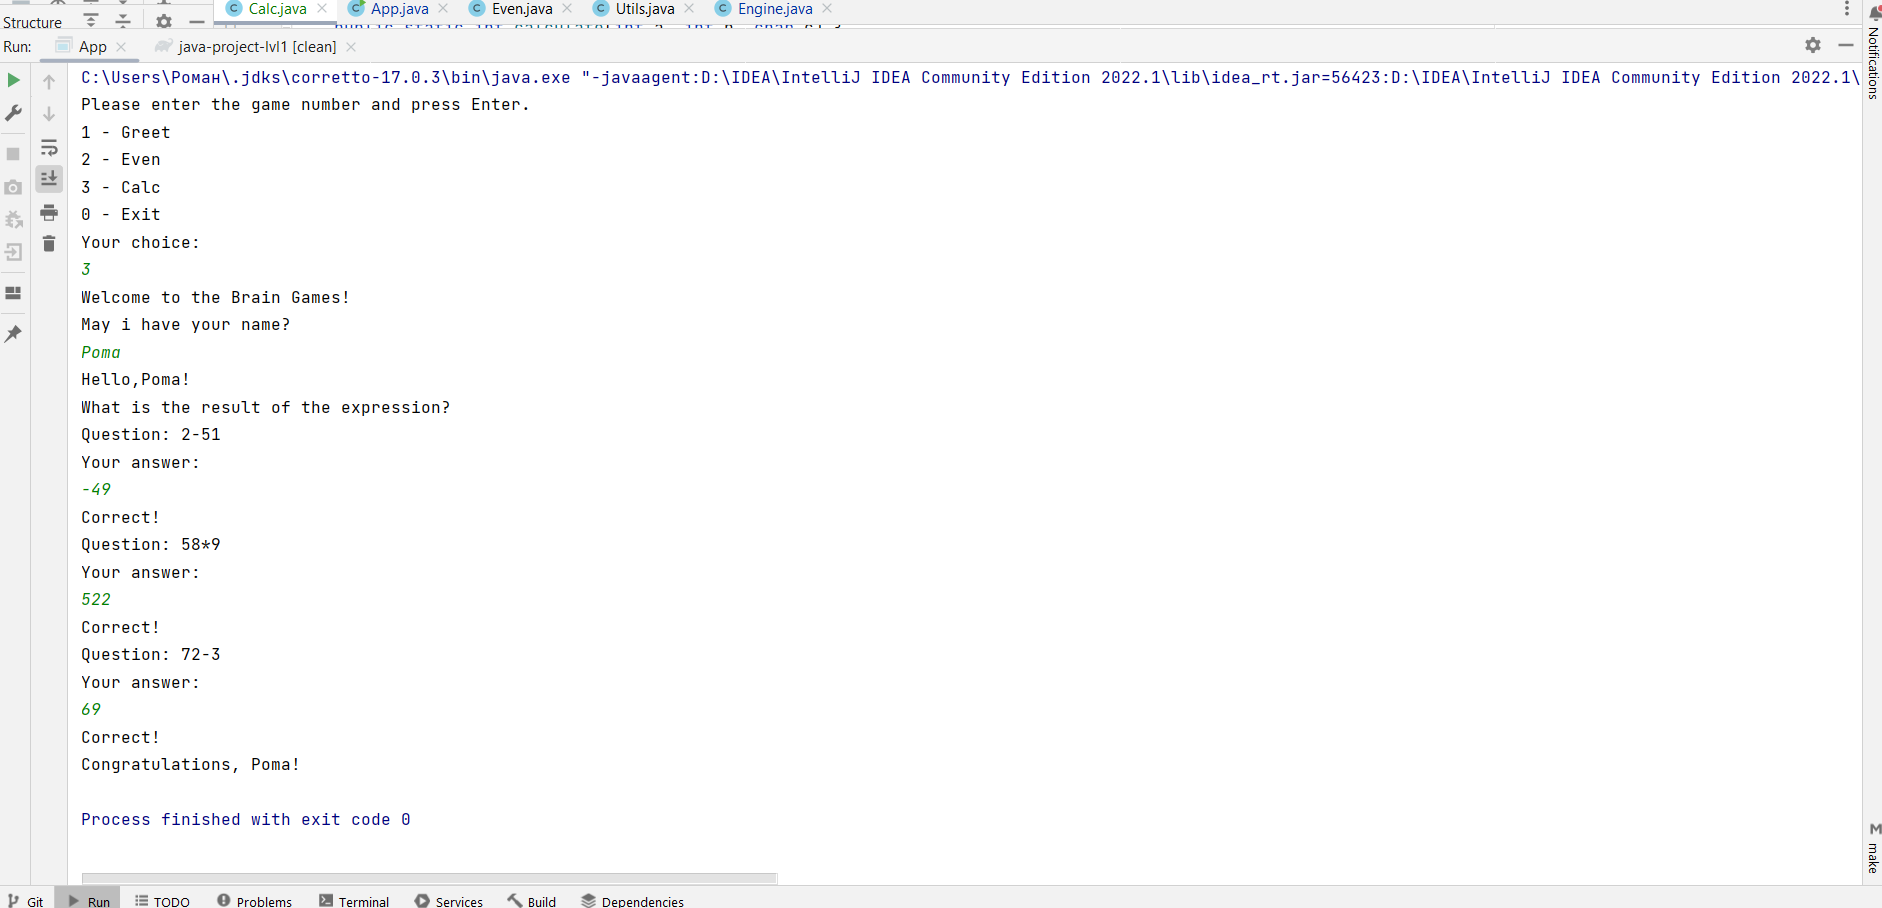 Calc.java App.java Even.java Utils.java Engine.java
Structure
Run: App java-project-lvl1 [clean]
C:\Users\Роман\.jdks\corretto-17.0.3\bin\java.exe "-javaagent:D:\IDEA\IntelliJ IDEA Community Edition 2022.1\lib\idea_rt.jar=56423:D:\IDEA\IntelliJ IDEA Community Edition 2022.1\
Please enter the game number and press Enter.
1 - Greet
2 - Even
3 - Calc
0 - Exit
Your choice:
3
Welcome to the Brain Games!
May i have your name?
Рома
Hello,Рома!
What is the result of the expression?
Question: 2-51
Your answer:
-49
Correct!
Question: 58*9
Your answer:
522
Correct!
Question: 72-3
Your answer:
69
Correct!
Congratulations, Рома!
Process finished with exit code 0
Notifications
make
Git Run TODO Problems Terminal Services Build Dependencies